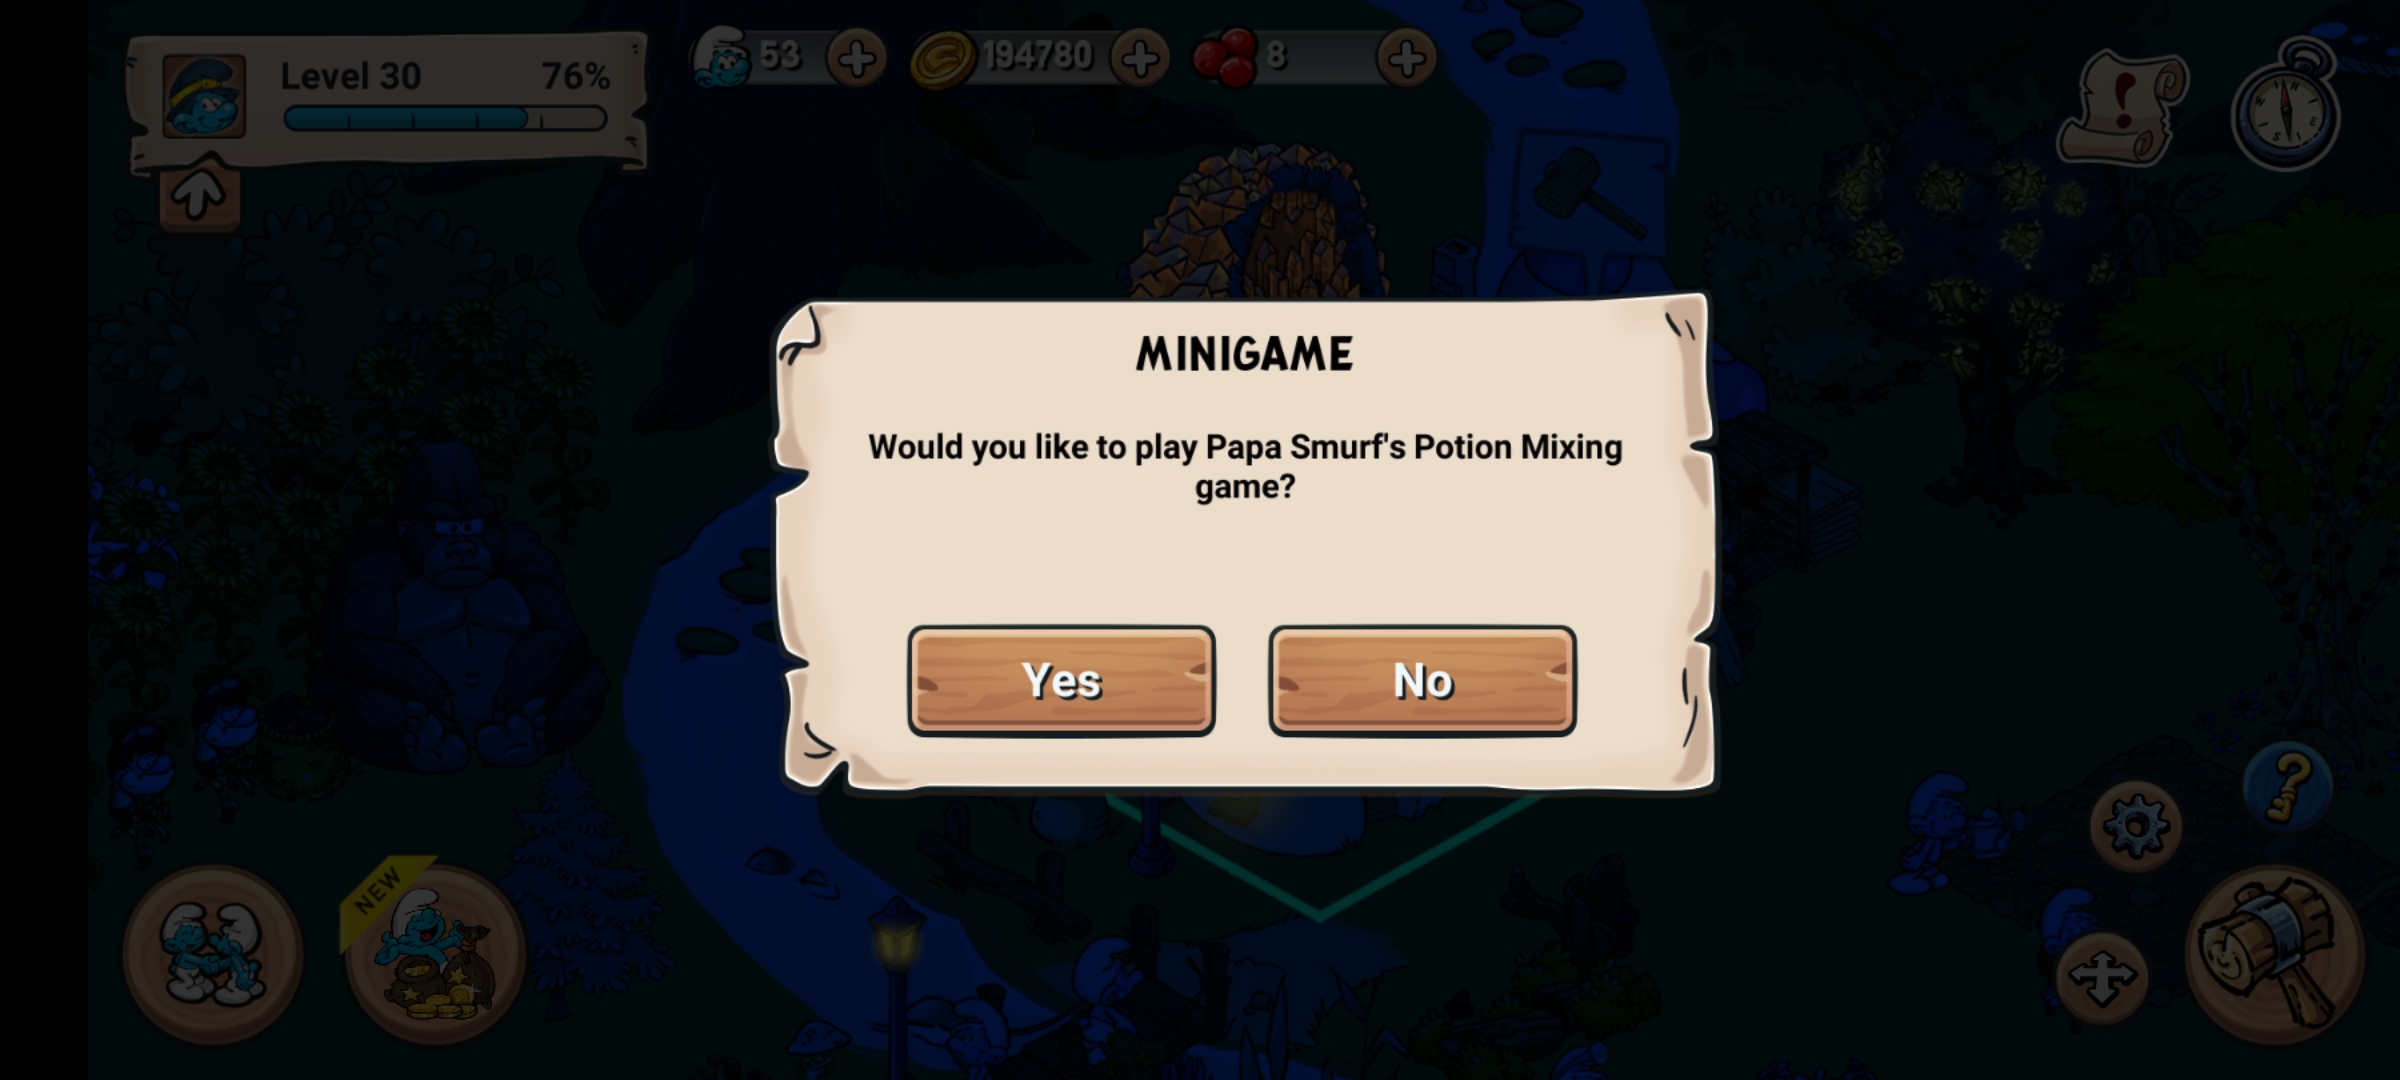 Level 30 76%
53
194780
8
MINIGAME
Would you like to play Papa Smurf's Potion Mixing
game?
Yes
No
NEW